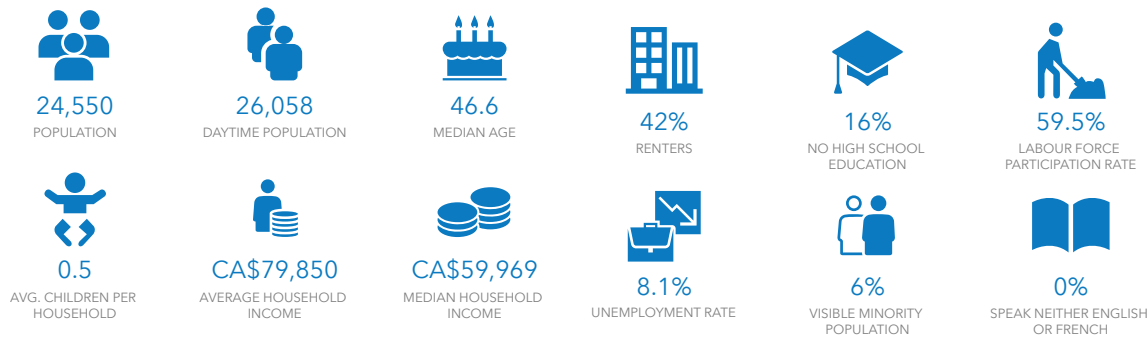 24,550
POPULATION
26,058
DAYTIME POPULATION
46.6
MEDIAN AGE
42%
RENTERS
16%
NO HIGH SCHOOL
EDUCATION
59.5%
LABOUR FORCE
PARTICIPATION RATE
0.5
AVG. CHILDREN PER
HOUSEHOLD
CA$79,850
AVERAGE HOUSEHOLD
INCOME
CA$59,969
MEDIAN HOUSEHOLD
INCOME
8.1%
UNEMPLOYMENT RATE
6%
VISIBLE MINORITY
POPULATION
0%
SPEAK NEITHER ENGLISH
OR FRENCH